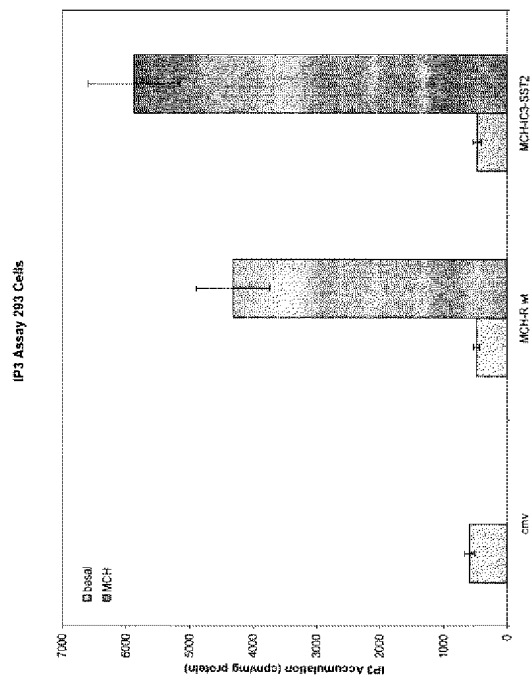 IP3 Assay 293 Cells
basal
MCH
IP3 Accumulation (cpm/mg protein)
7000
6000
5000
4000
3000
2000
1000
0
cmv
MCH-R wt
MCH-IC3-SST2